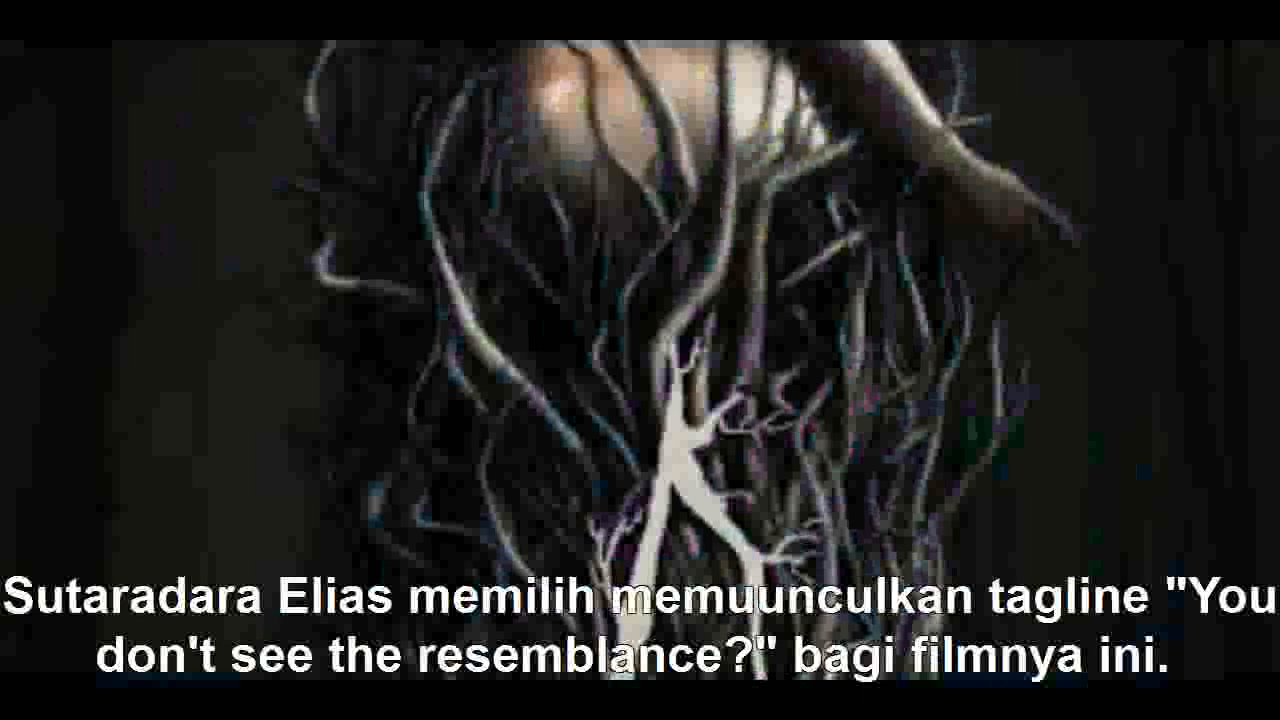 Sutaradara Elias memilih memuunculkan tagline "You
don't see the resemblance?" bagi filmnya ini.